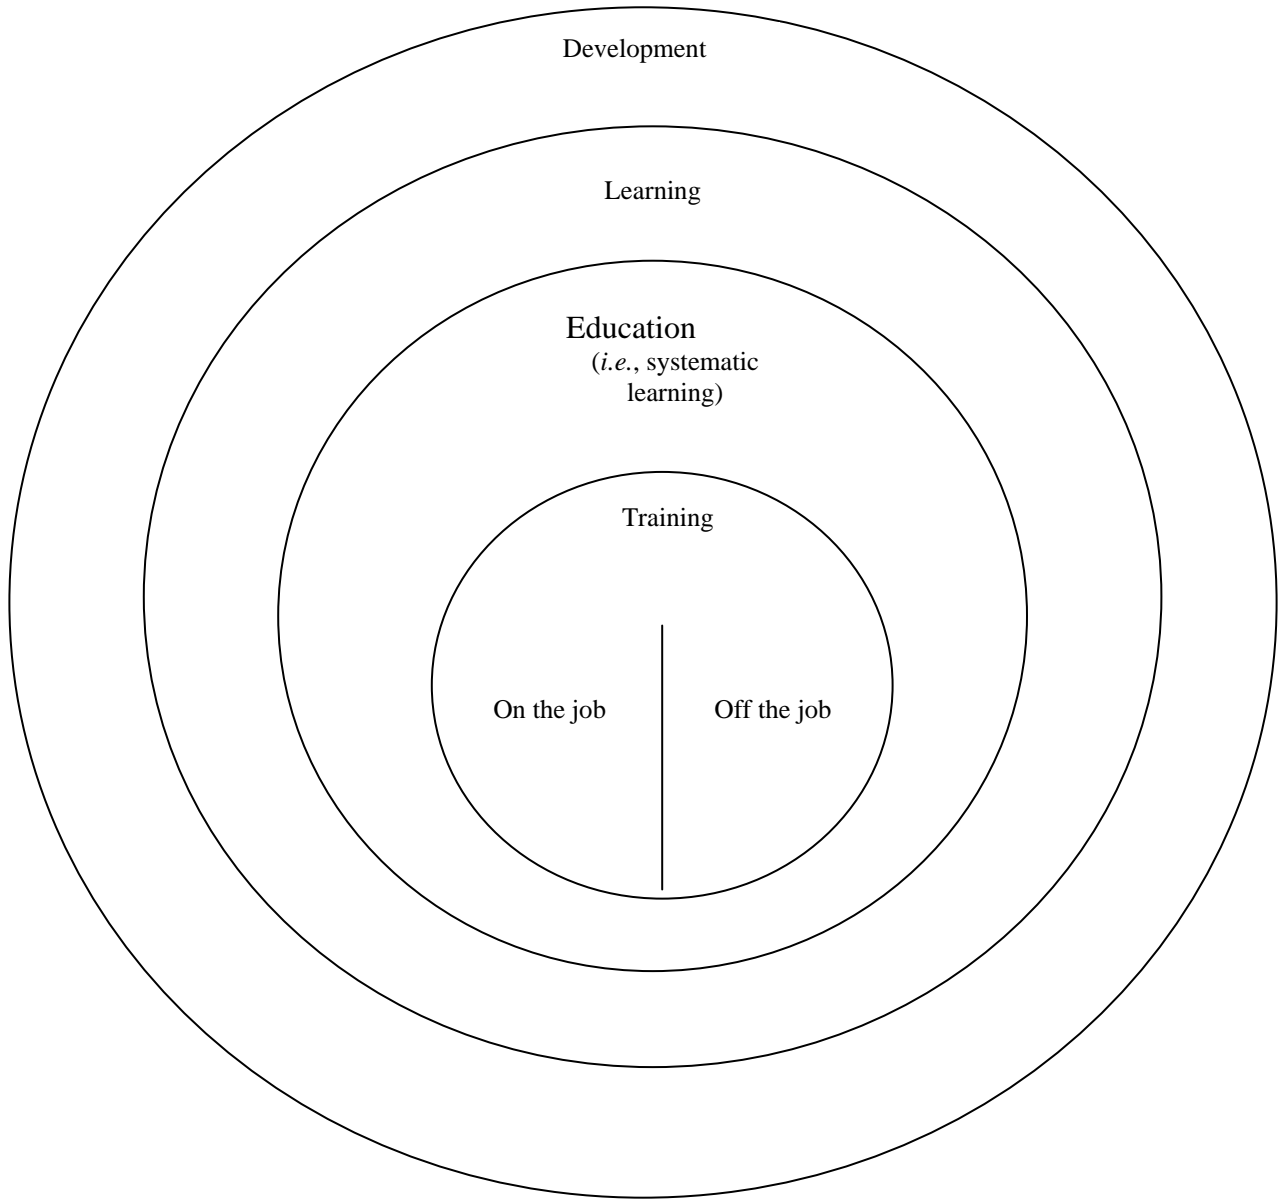 Development
Learning
Education
(i.e., systematic
learning)
Training
On the job
Off the job